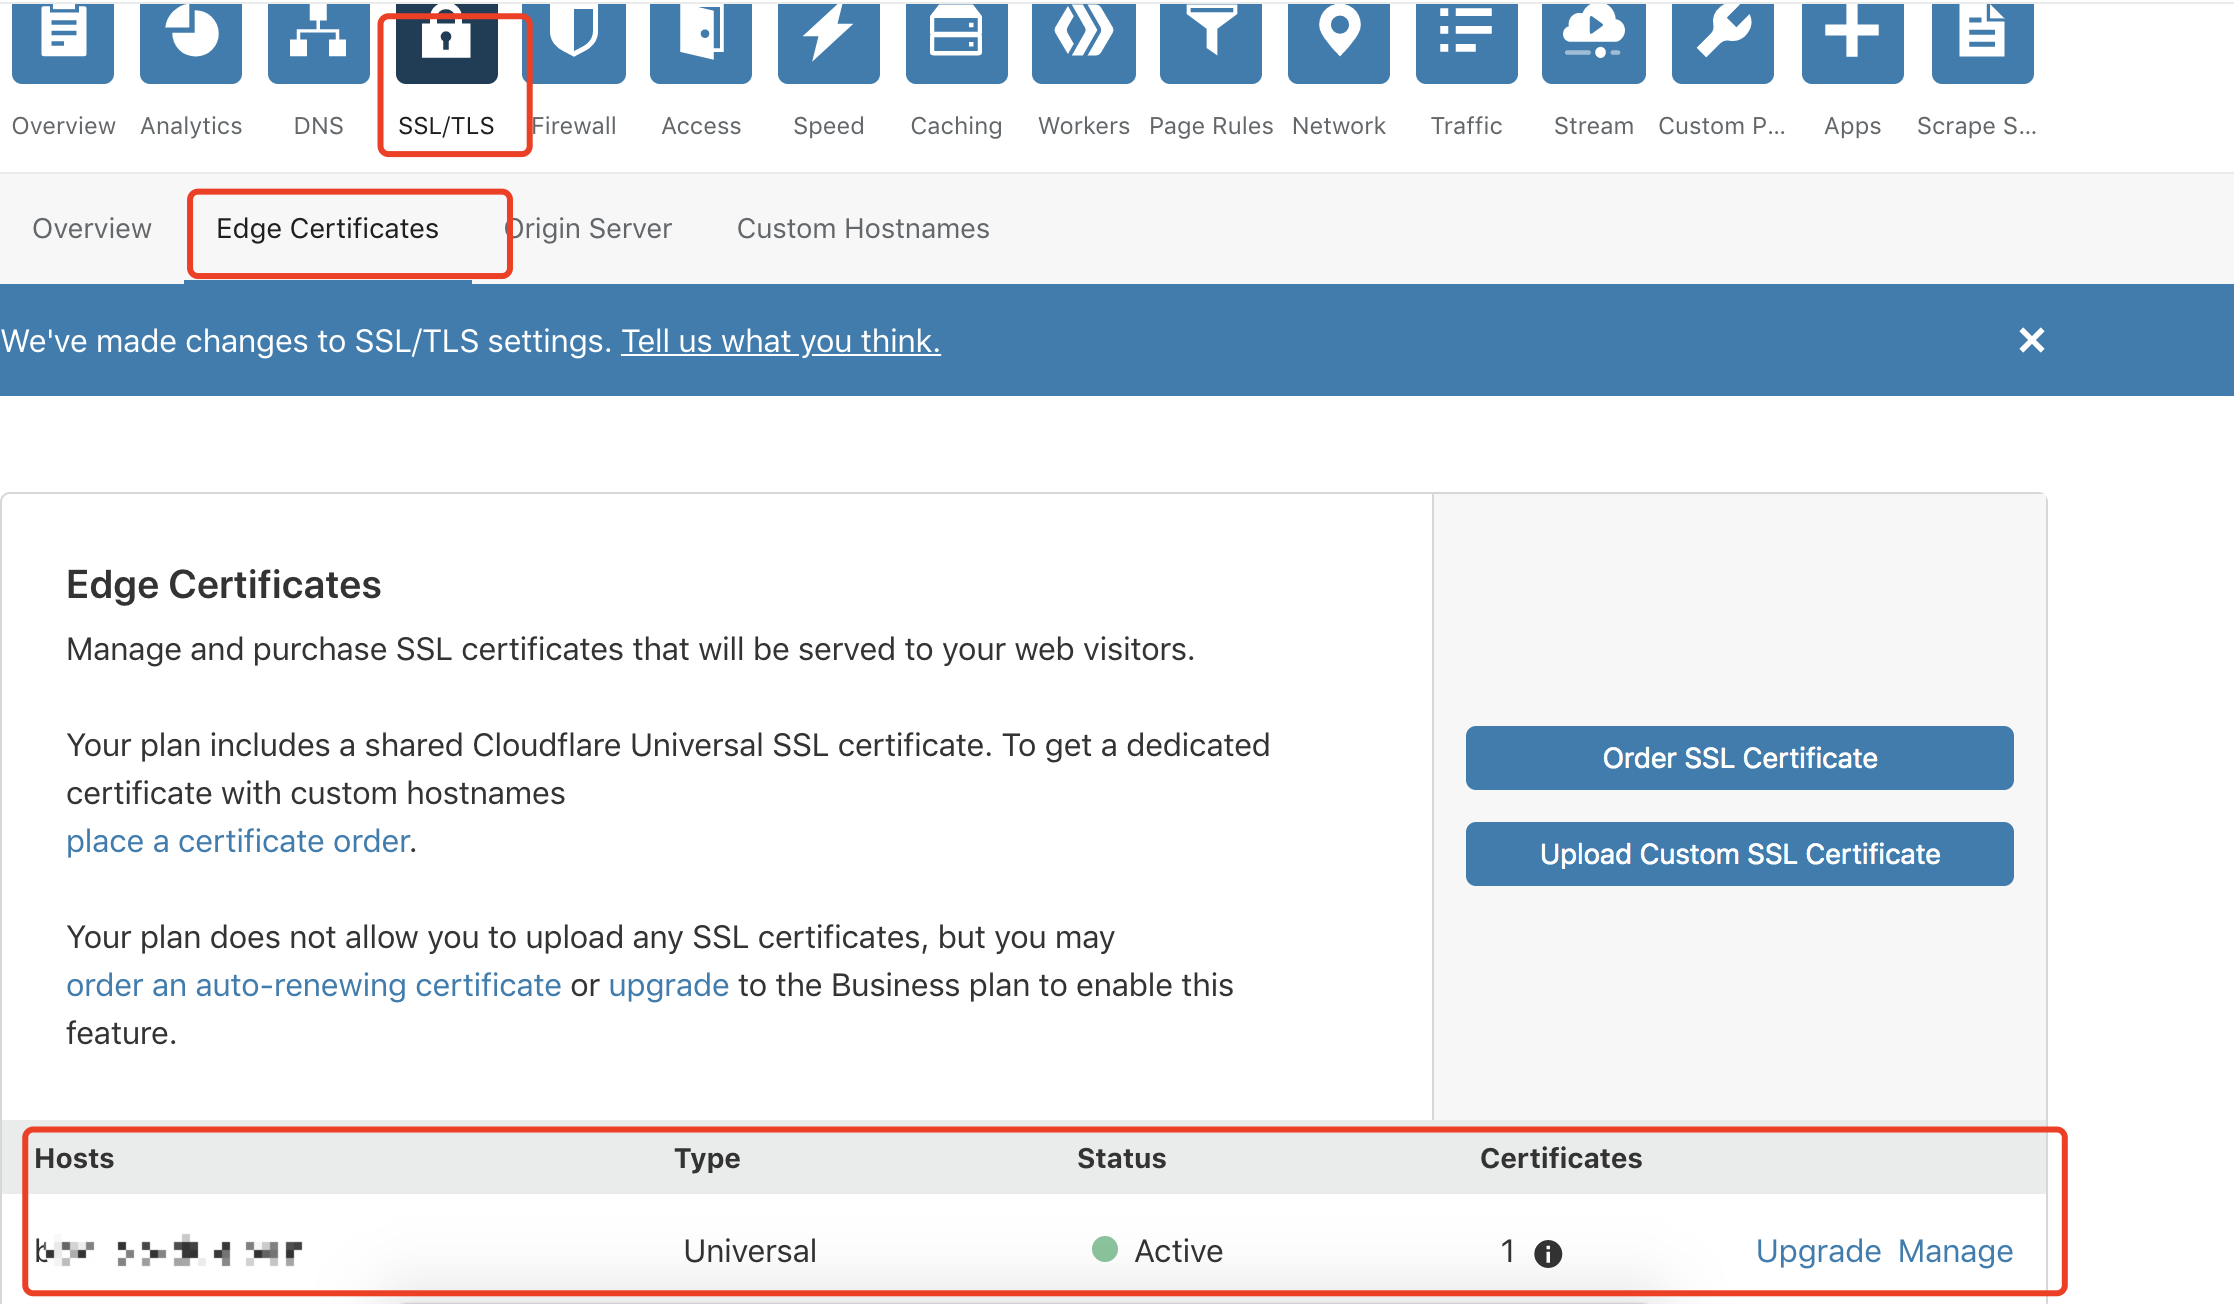 Overview Analytics DNS SSL/TLS Firewall Access Speed Caching Workers Page Rules Network Traffic Stream Custom P... Apps Scrape S...
Overview Edge Certificates Origin Server Custom Hostnames
We've made changes to SSL/TLS settings. Tell us what you think.
Edge Certificates
Manage and purchase SSL certificates that will be served to your web visitors.
Your plan includes a shared Cloudflare Universal SSL certificate. To get a dedicated
certificate with custom hostnames
place a certificate order.
Order SSL Certificate
Upload Custom SSL Certificate
Your plan does not allow you to upload any SSL certificates, but you may
order an auto-renewing certificate or upgrade to the Business plan to enable this
feature.
Hosts Type Status Certificates
Universal Active 1 Upgrade Manage